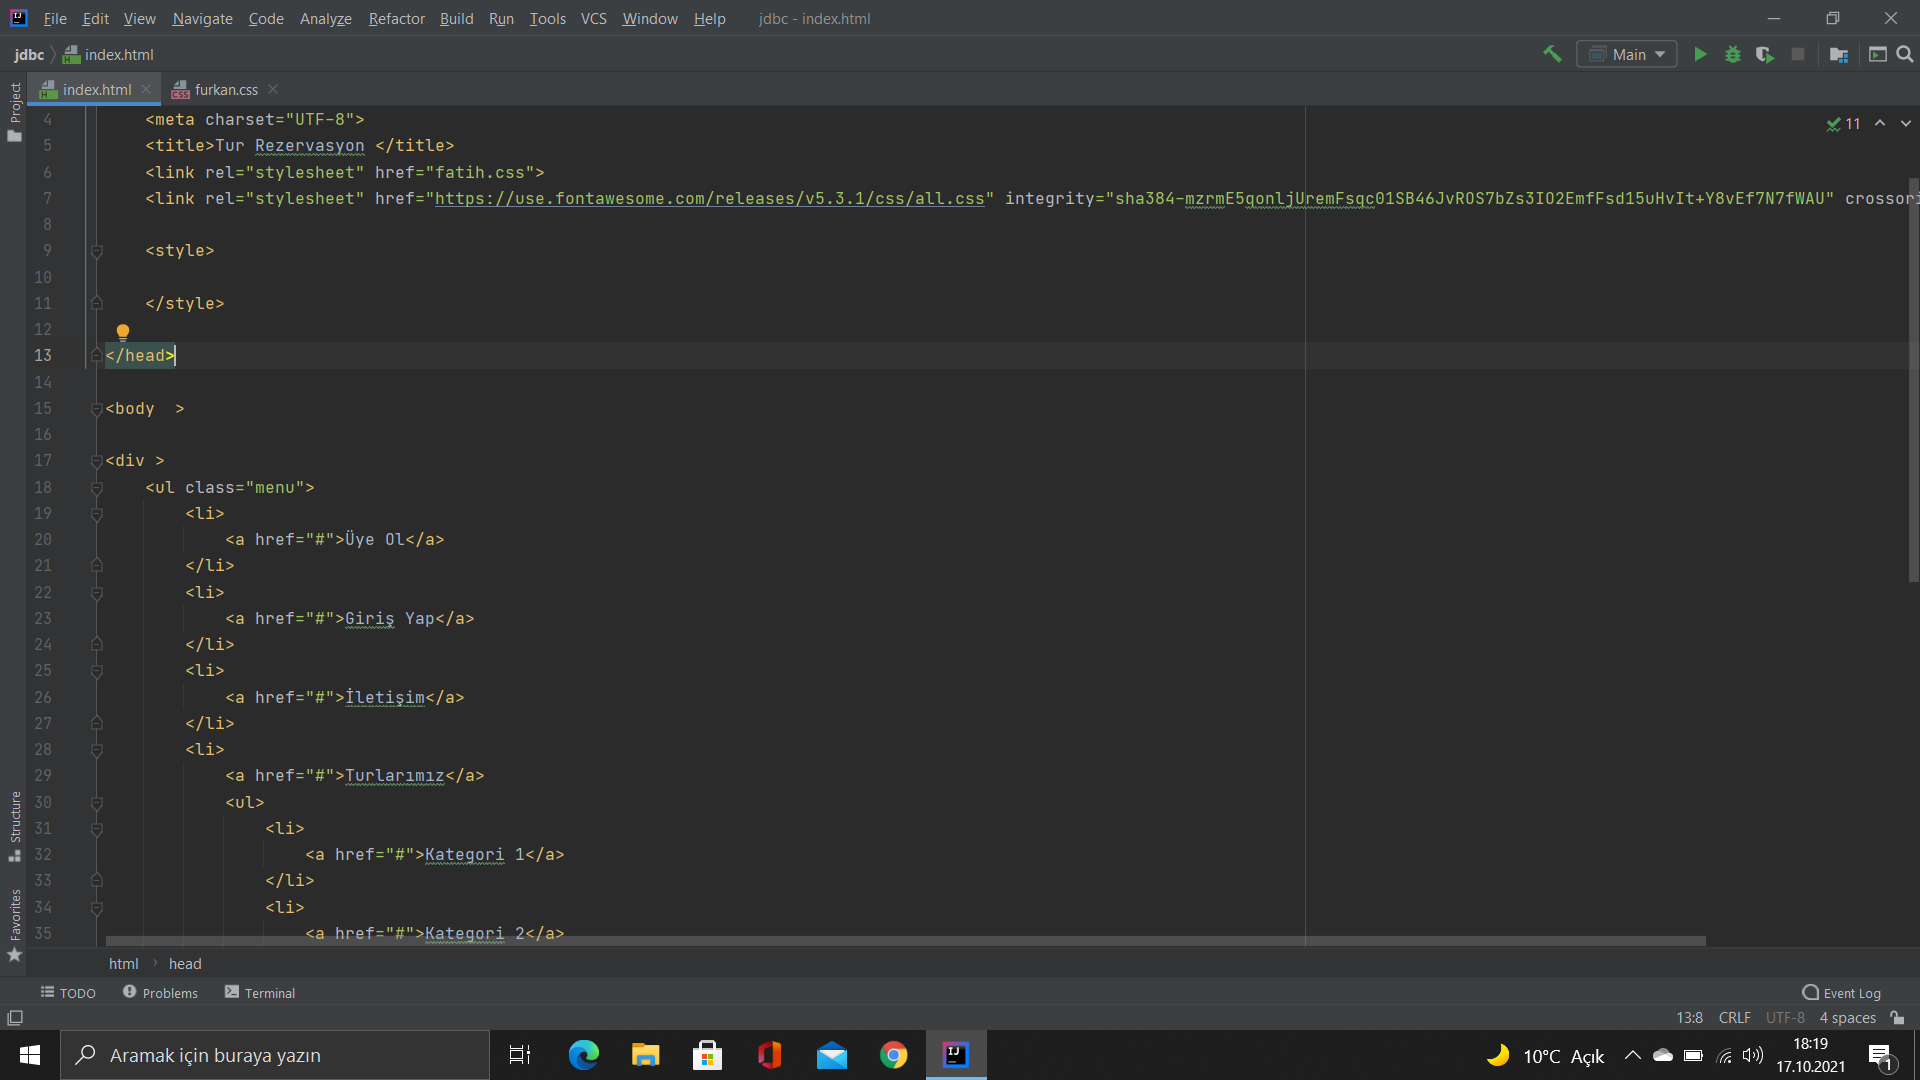 File Edit View Navigate Code Analyze Refactor Build Run Tools VCS Window Help jdbc - index.html
jdbc index.html Main
index.html furkan.css
Project
11
4 <meta charset="UTF-8">
5 <title>Tur Rezervasyon </title>
6 <link rel="stylesheet" href="fatih.css">
7 <link rel="stylesheet" href="https://use.fontawesome.com/releases/v5.3.1/css/all.css" integrity="sha384-mzrmE5qonljUremFsqc01SB46JvROS7bZs3IO2EmfFsd15uHvIt+Y8vEf7N7fWAU" crossori
8
9 <style>
10
11 </style>
12
13 </head>
14
15 <body  >
16
17 <div >
18 <ul class="menu">
19 <li>
20 <a href="#">Üye Ol</a>
21 </li>
22 <li>
23 <a href="#">Giriş Yap</a>
24 </li>
25 <li>
26 <a href="#">İletişim</a>
27 </li>
28 <li>
29 <a href="#">Turlarımız</a>
30 <ul>
31 <li>
32 <a href="#">Kategori 1</a>
33 </li>
34 <li>
35 <a href="#">Kategori 2</a>
Structure
Favorites
html head
TODO Problems Terminal Event Log
13:8 CRLF UTF-8 4 spaces
Aramak için buraya yazın
10°C Açık
18:19
17.10.2021
1